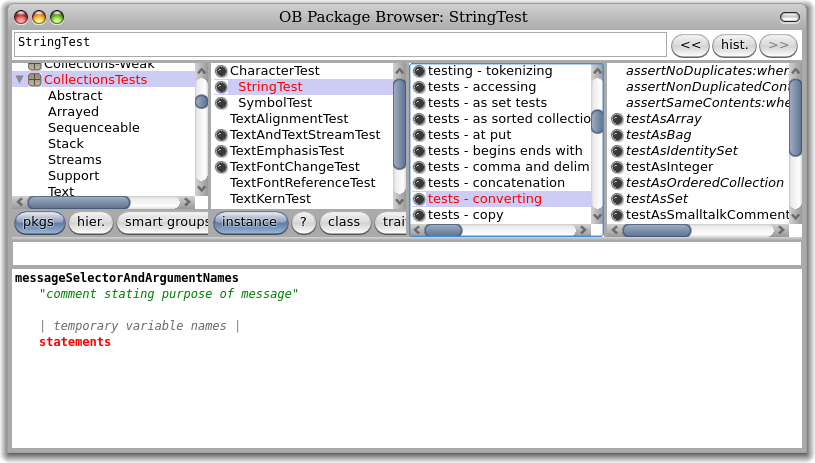 OB Package Browser: StringTest
StringTest
<<
hist.
>>
Collections-Weak
CollectionsTests
Abstract
Arrayed
Sequenceable
Stack
Streams
Support
Text
CharacterTest
StringTest
SymbolTest
TextAlignmentTest
TextAndTextStreamTest
TextEmphasisTest
TextFontChangeTest
TextFontReferenceTest
TextKernTest
testing - tokenizing
tests - accessing
tests - as set tests
tests - as sorted collectio
tests - at put
tests - begins ends with
tests - comma and delim
tests - concatenation
tests - converting
tests - copy
assertNoDuplicates:wher
assertNonDuplicatedCont
assertSameContents:whe
testAsArray
testAsBag
testAsIdentitySet
testAsInteger
testAsOrderedCollection
testAsSet
testAsSmalltalkComment
pkgs
hier.
smart groups
instance
?
class
trai
messageSelectorAndArgumentNames
"comment stating purpose of message"
| temporary variable names |
statements